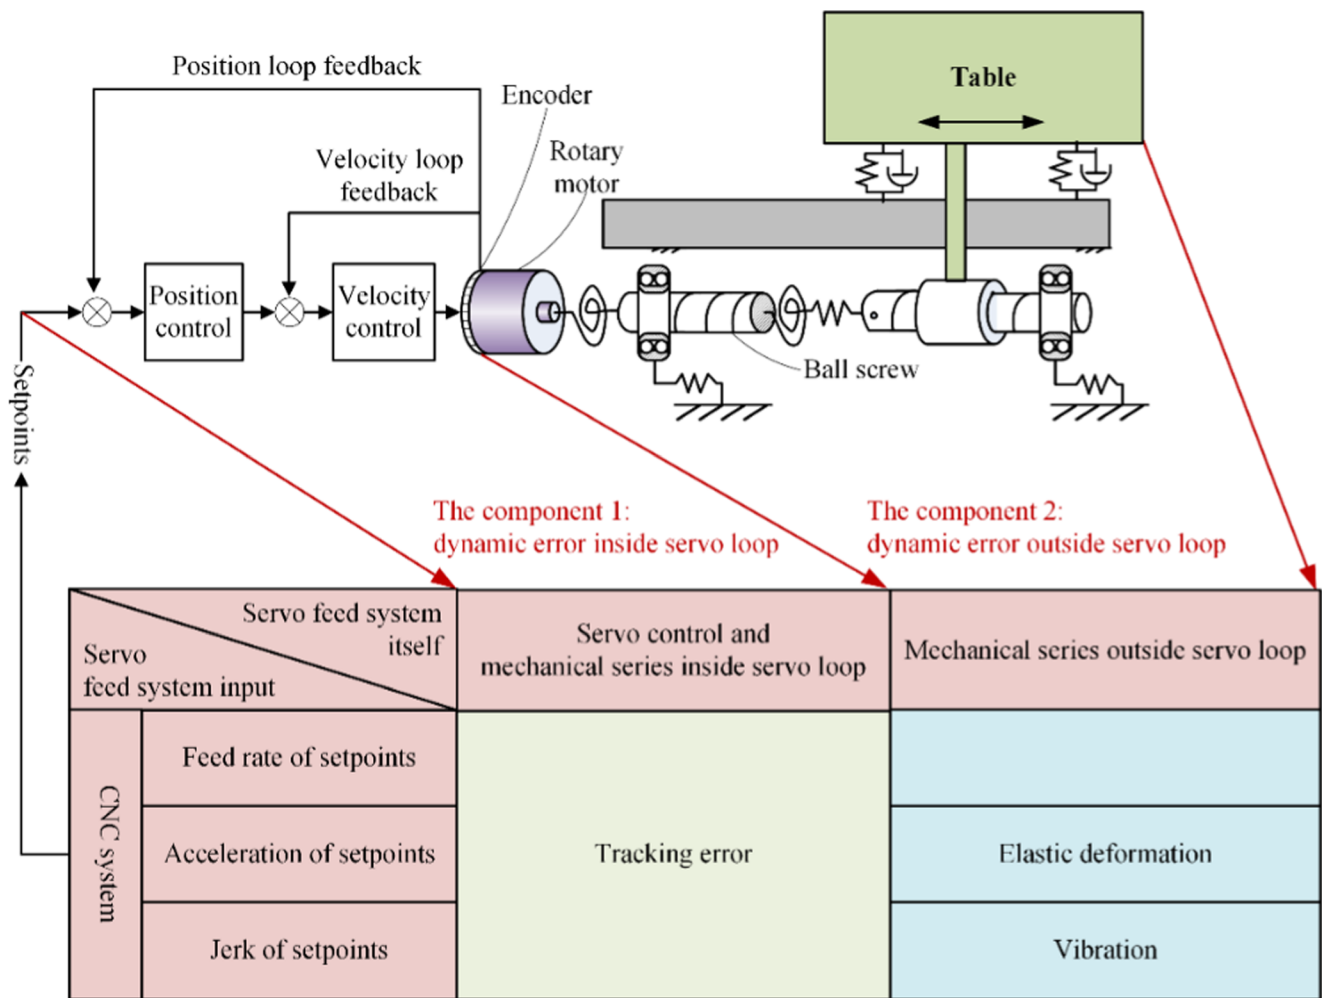 Position loop feedback
Encoder
Table
Velocity loop
feedback
Rotary
motor
Position
control
Velocity
control
Ball screw
Setpoints
The component 1:
dynamic error inside servo loop
The component 2:
dynamic error outside servo loop
Servo feed system
itself
Servo
feed system input
Servo control and
mechanical series inside servo loop
Mechanical series outside servo loop
CNC system
Feed rate of setpoints
Acceleration of setpoints
Tracking error
Elastic deformation
Jerk of setpoints
Vibration